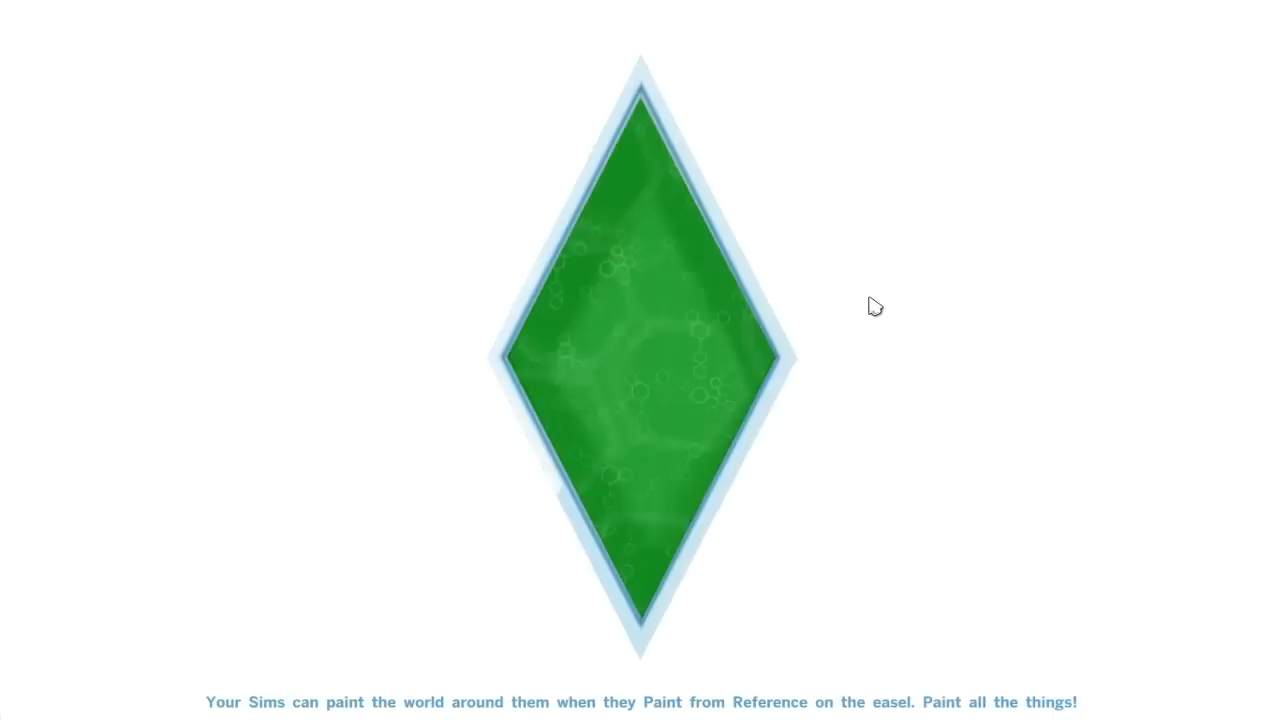 Your Sims can paint the world around them when they Paint from Reference on the easel. Paint all the things!